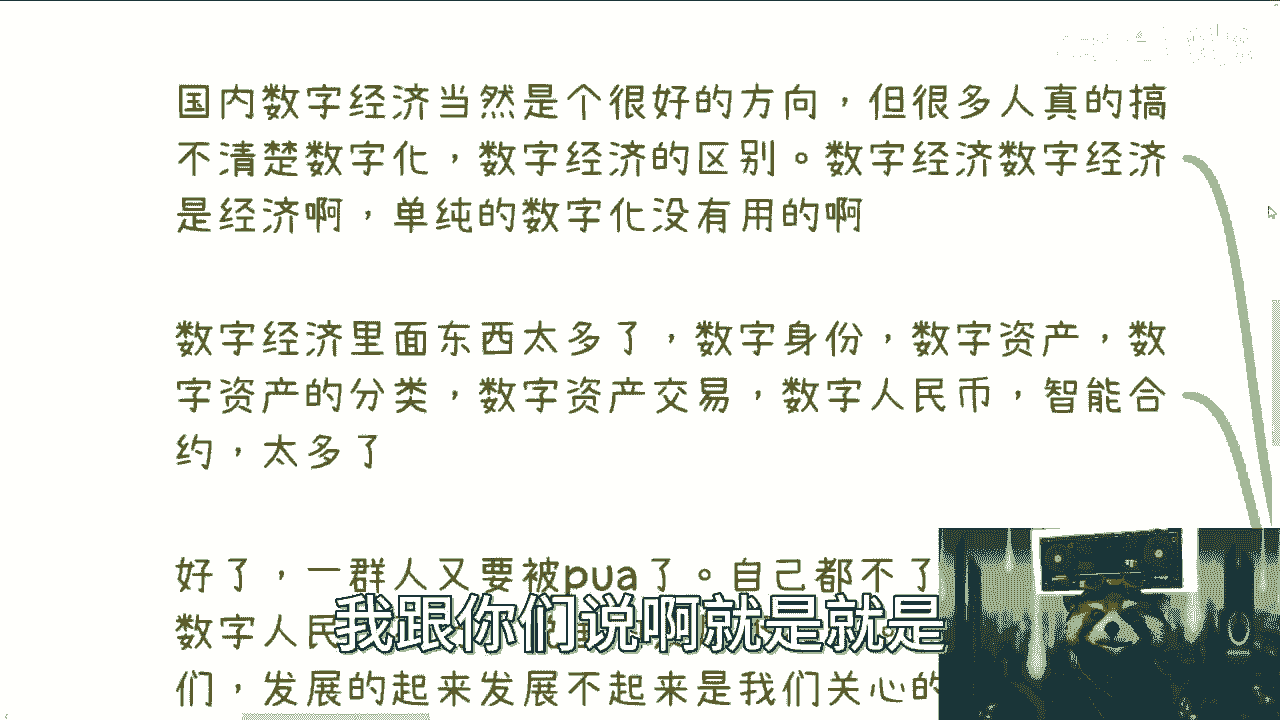 国内数字经济当然是个很好的方向，但很多人真的搞
不清楚数字化，数字经济的区别。数字经济数字经济
是经济啊，单纯的数字化没有用的啊
数字经济里面东西太多了，数字身份，数字资产，数
字资产的分类，数字资产交易，数字人民币，智能合
约，太多了
好了，一群人又要被pua了。自己都不了
数字人民
们，发展的起来发展不起来是我们关心的
我跟你们说啊就是就是